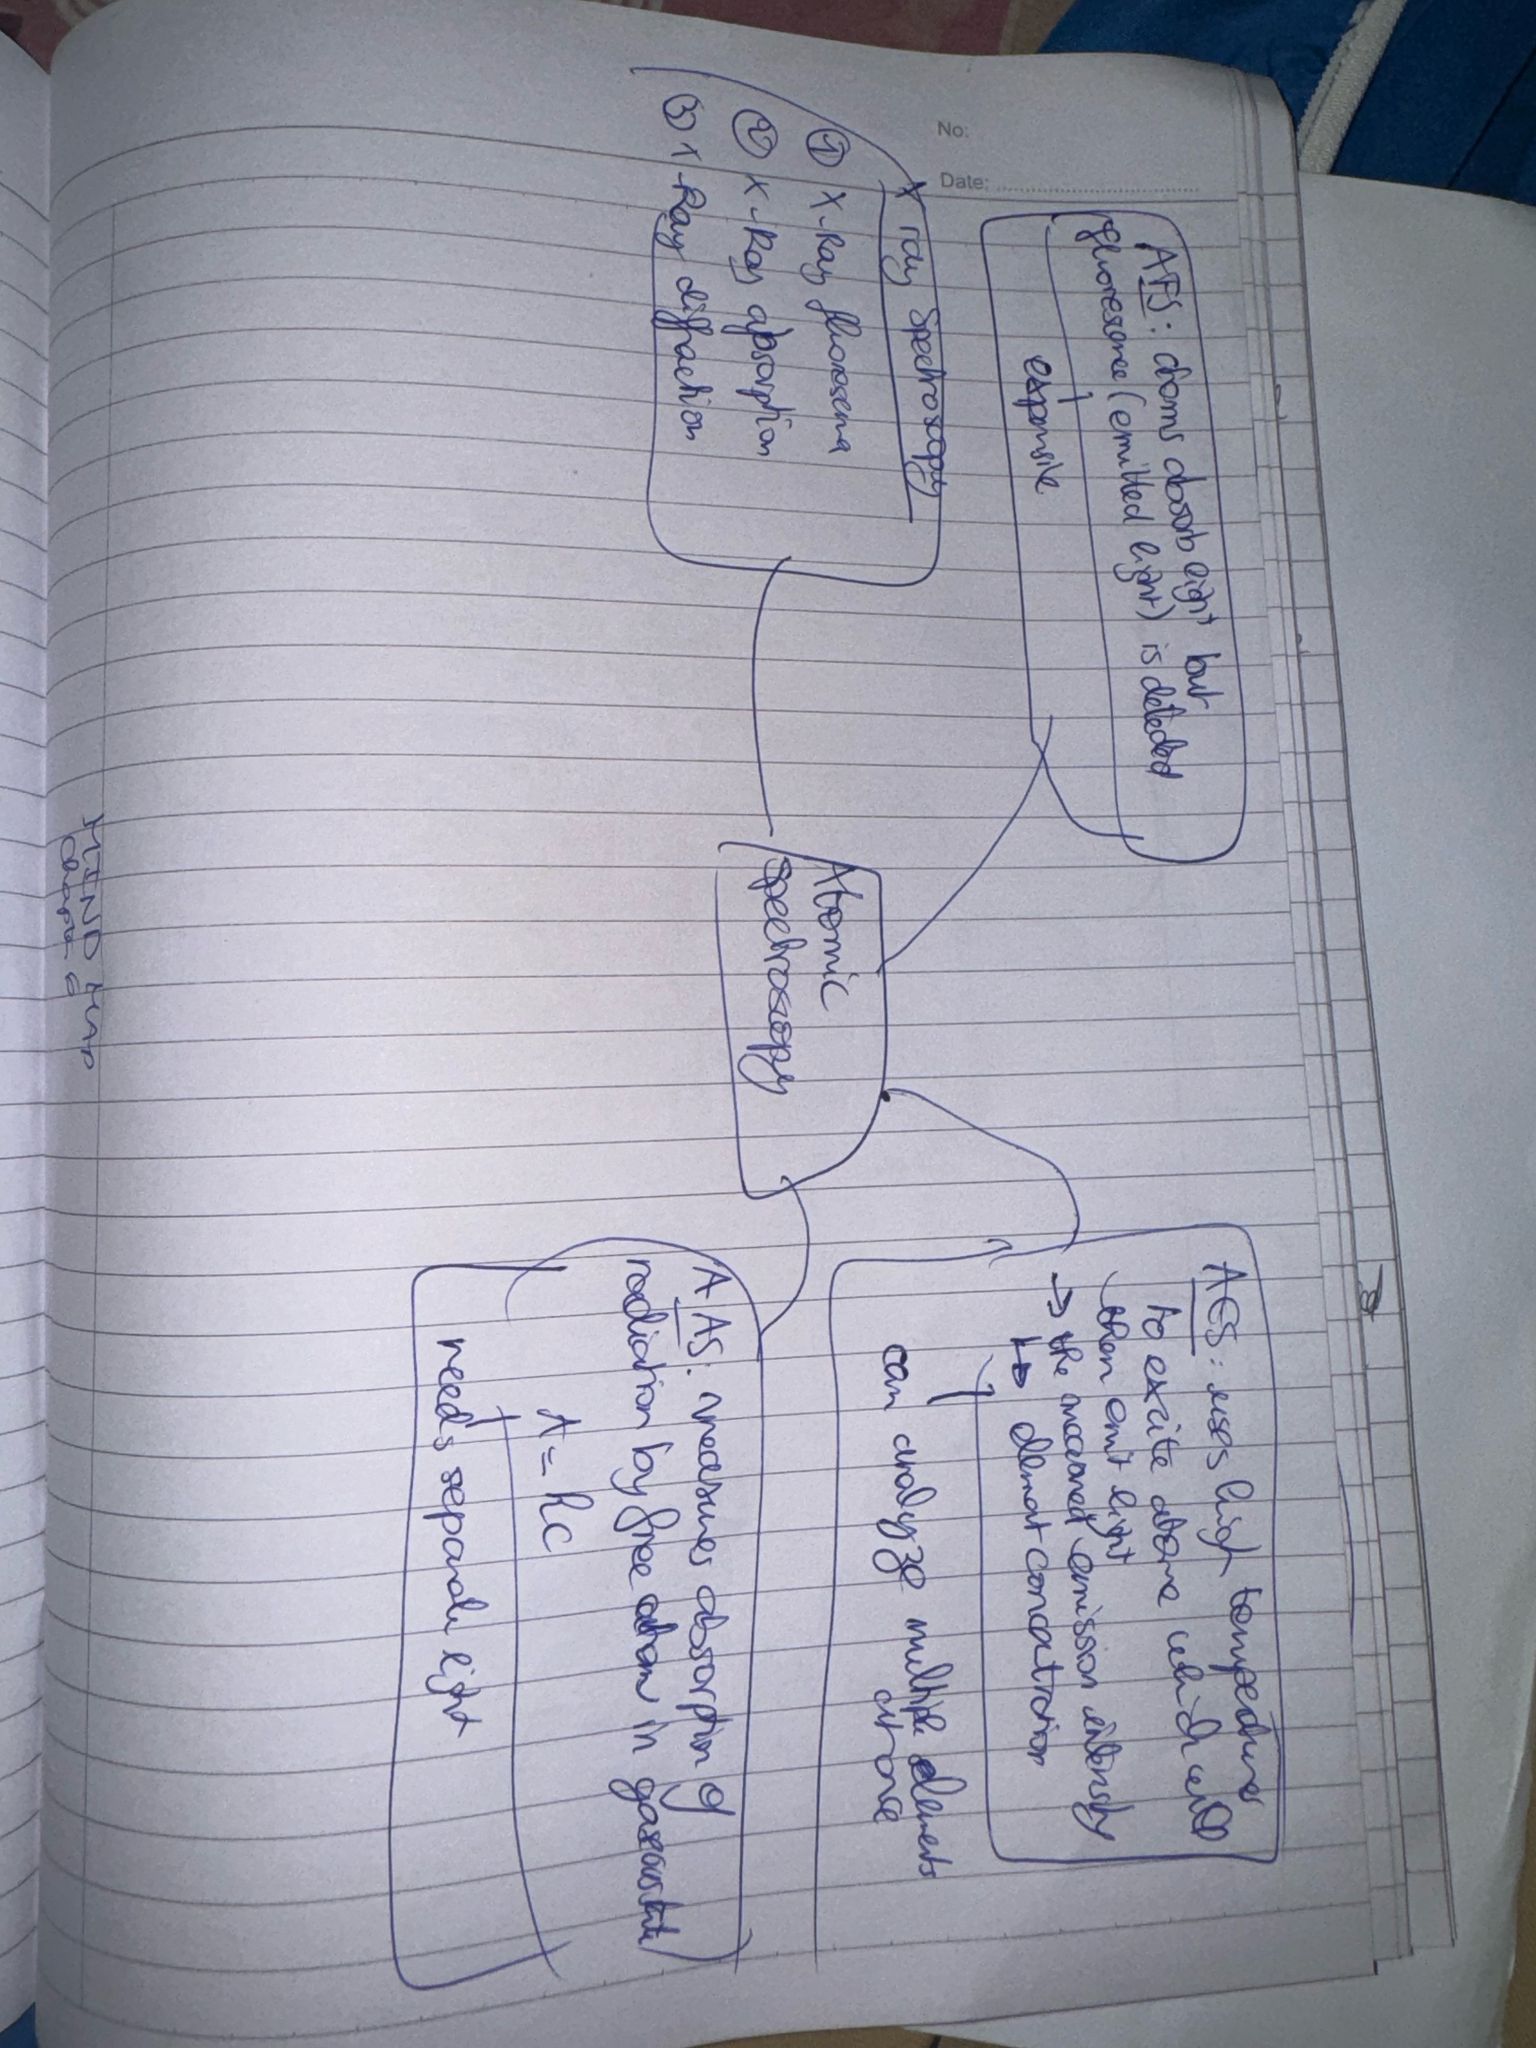 AFS: atoms absorb light but
fluoresence (emitted light) is detected
expensive
AES: uses high temperatures
to excite atoms which will
then emit light
→ the measured emission intensity
↳ element concentration
can analyze multiple elements
at once
No:
Date:
X ray Spectroscopy
① X-Ray fluoresence
② X-Ray absorption
③ X-Ray diffraction
Atomic
spectroscopy
AAS: measures absorption of
radiation by free atom in gaseous state
A = kC
needs separate light
MIND MAP
Chapter 6